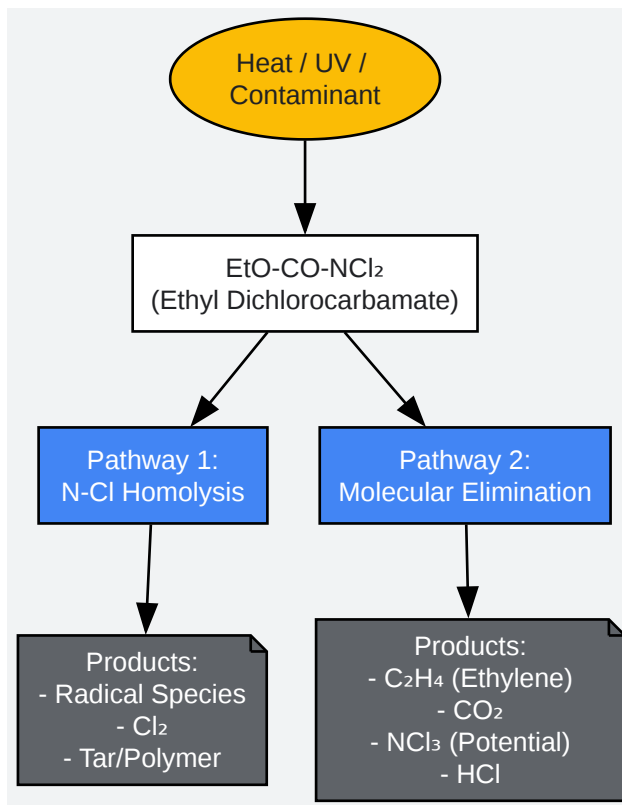 Heat / UV /
Contaminant
EtO-CO-NCl₂
(Ethyl Dichlorocarbamate)
Pathway 1:
N-Cl Homolysis
Pathway 2:
Molecular Elimination
Products:
- Radical Species
- Cl₂
- Tar/Polymer
Products:
- C₂H₄ (Ethylene)
- CO₂
- NCl₃ (Potential)
- HCl